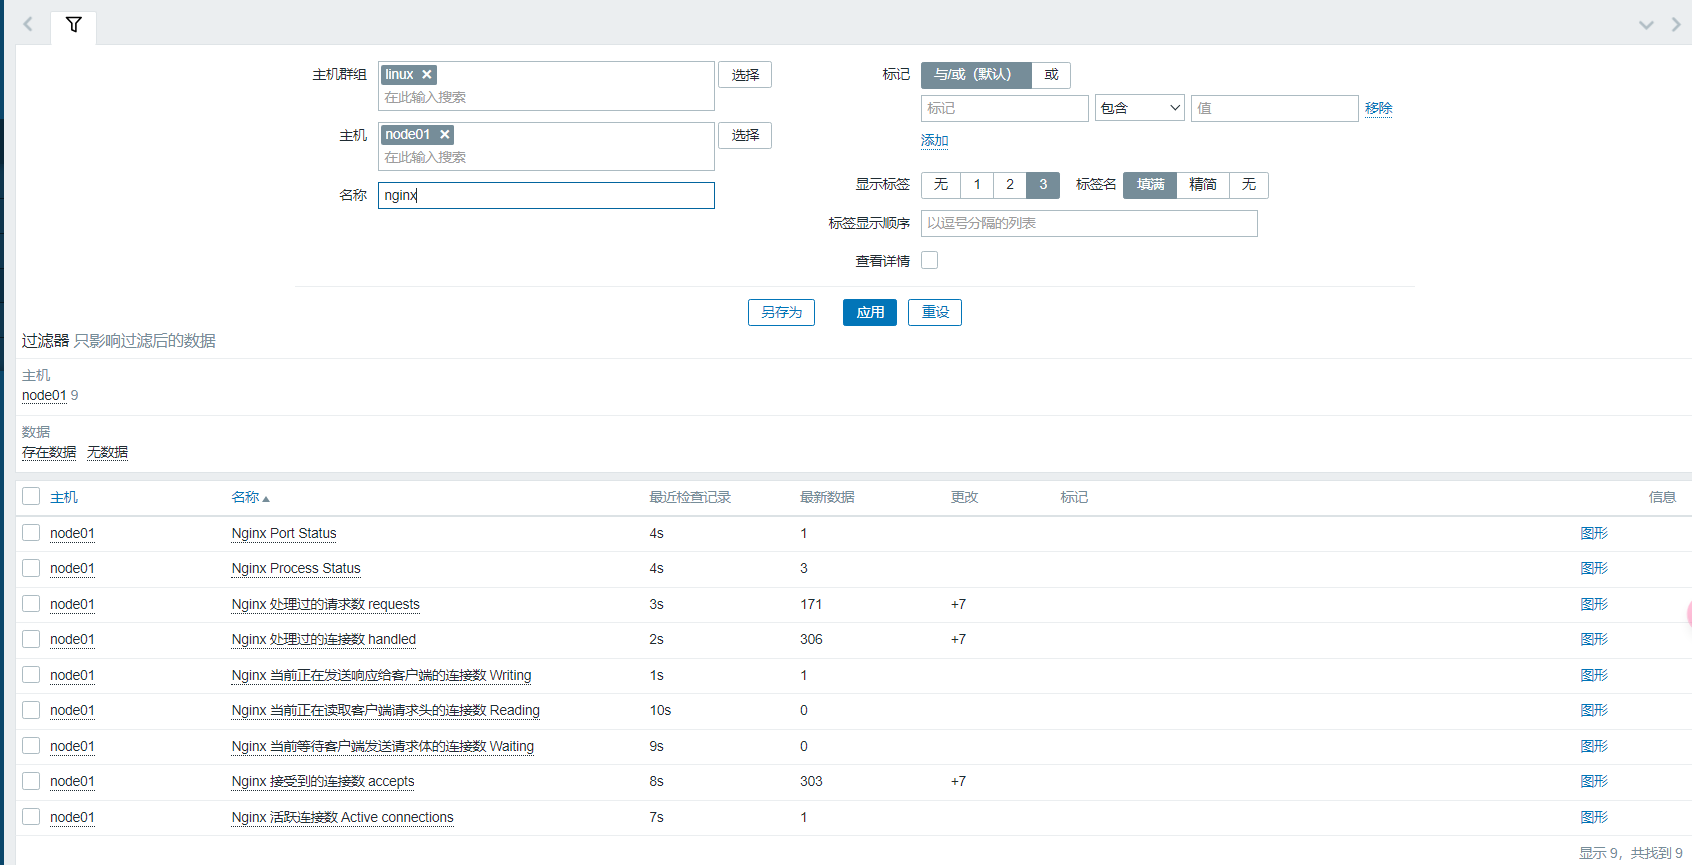 主机群组 linux ✕ 选择 标记 与/或（默认） 或
在此输入搜索
标记 包含 值 移除
主机 node01 ✕ 选择 添加
在此输入搜索
显示标签 无 1 2 3 标签名 填满 精简 无
名称 nginx
标签显示顺序 以逗号分隔的列表
查看详情
另存为 应用 重设
过滤器 只影响过滤后的数据
主机
node01 9
数据
存在数据 无数据
主机 名称 最近检查记录 最新数据 更改 标记 信息
node01 Nginx Port Status 4s 1 图形
node01 Nginx Process Status 4s 3 图形
node01 Nginx 处理过的请求数 requests 3s 171 +7 图形
node01 Nginx 处理过的连接数 handled 2s 306 +7 图形
node01 Nginx 当前正在发送响应给客户端的连接数 Writing 1s 1 图形
node01 Nginx 当前正在读取客户端请求头的连接数 Reading 10s 0 图形
node01 Nginx 当前等待客户端发送请求体的连接数 Waiting 9s 0 图形
node01 Nginx 接受到的连接数 accepts 8s 303 +7 图形
node01 Nginx 活跃连接数 Active connections 7s 1 图形
显示 9，共找到 9